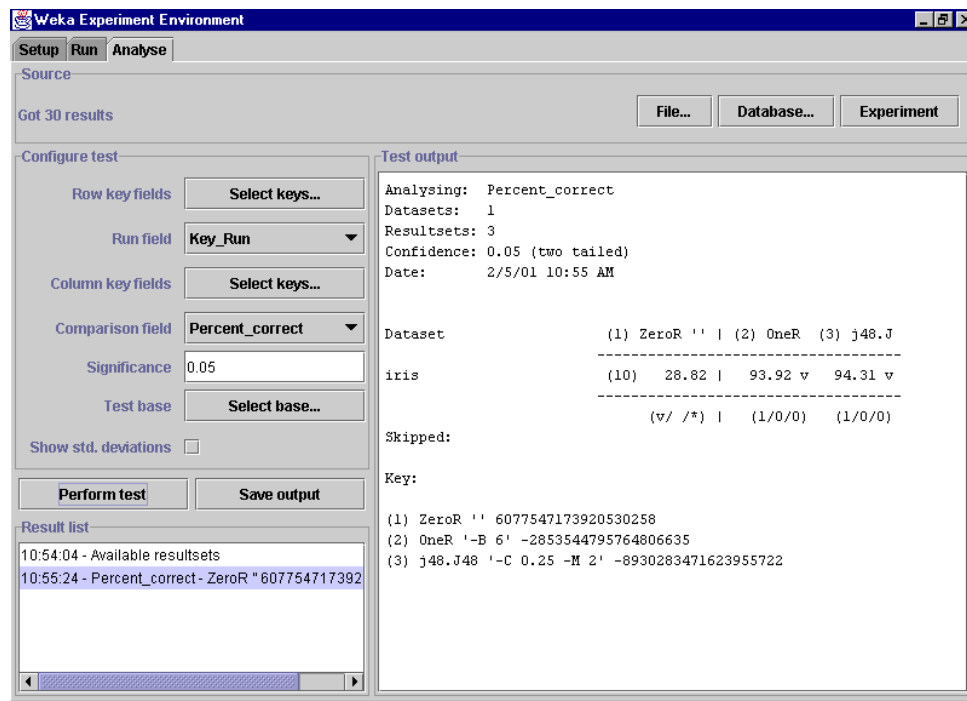 Weka Experiment Environment
Setup Run Analyse
Source
Got 30 results
File... Database... Experiment
Configure test
Row key fields Select keys...
Run field Key_Run
Column key fields Select keys...
Comparison field Percent_correct
Significance 0.05
Test base Select base...
Show std. deviations
Perform test Save output
Result list
10:54:04 - Available resultsets
10:55:24 - Percent_correct - ZeroR '' 607754717392
Test output
Analysing: Percent_correct
Datasets: 1
Resultsets: 3
Confidence: 0.05 (two tailed)
Date: 2/5/01 10:55 AM
Dataset (1) ZeroR '' | (2) OneR (3) j48.J
------------------------------------
iris (10) 28.82 | 93.92 v 94.31 v
------------------------------------
(v/ /*) | (1/0/0) (1/0/0)
Skipped:
Key:
(1) ZeroR '' 6077547173920530258
(2) OneR '-B 6' -2853544795764806635
(3) j48.J48 '-C 0.25 -M 2' -8930283471623955722